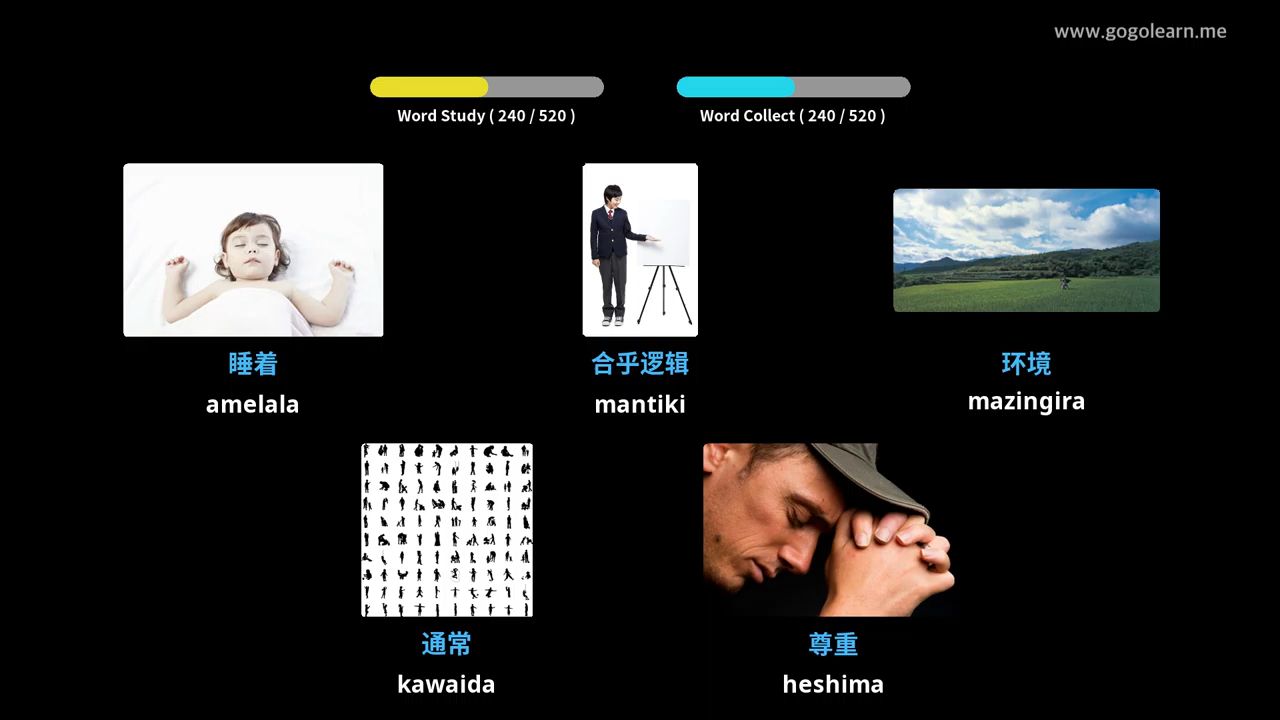 www.gogolearn.me
Word Study ( 240 / 520 )
Word Collect ( 240 / 520 )
睡着
amelala
合乎逻辑
mantiki
环境
mazingira
通常
kawaida
尊重
heshima